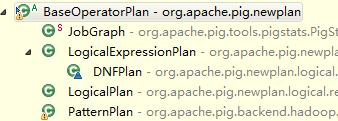 BaseOperatorPlan - org.apache.pig.newplan
JobGraph - org.apache.pig.tools.pigstats.PigSt
LogicalExpressionPlan - org.apache.pig.newpla
DNFPlan - org.apache.pig.newplan.logical.
LogicalPlan - org.apache.pig.newplan.logical.re
PatternPlan - org.apache.pig.backend.hadoop.